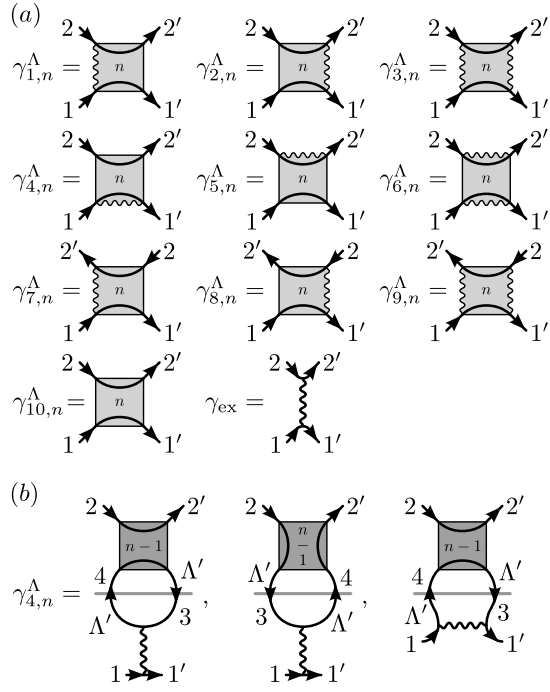 (a)
2 2′ 2 2′ 2 2′
γ^Λ_{1,n} = n γ^Λ_{2,n} = n γ^Λ_{3,n} = n
1 1′ 1 1′ 1 1′
2 2′ 2 2′ 2 2′
γ^Λ_{4,n} = n γ^Λ_{5,n} = n γ^Λ_{6,n} = n
1 1′ 1 1′ 1 1′
2′ 2 2′ 2 2′ 2
γ^Λ_{7,n} = n γ^Λ_{8,n} = n γ^Λ_{9,n} = n
1 1′ 1 1′ 1 1′
2 2′ 2 2′
γ^Λ_{10,n} = n γ_{ex} =
1 1′ 1 1′
(b)
2 2′ 2 2′ 2 2′
n − 1 n − 1 n − 1
4 Λ′ Λ′ 4 4 Λ′
γ^Λ_{4,n} = , ,
Λ′ 3 3 Λ′ Λ′ 3
1 1′
1 1′ 1 1′